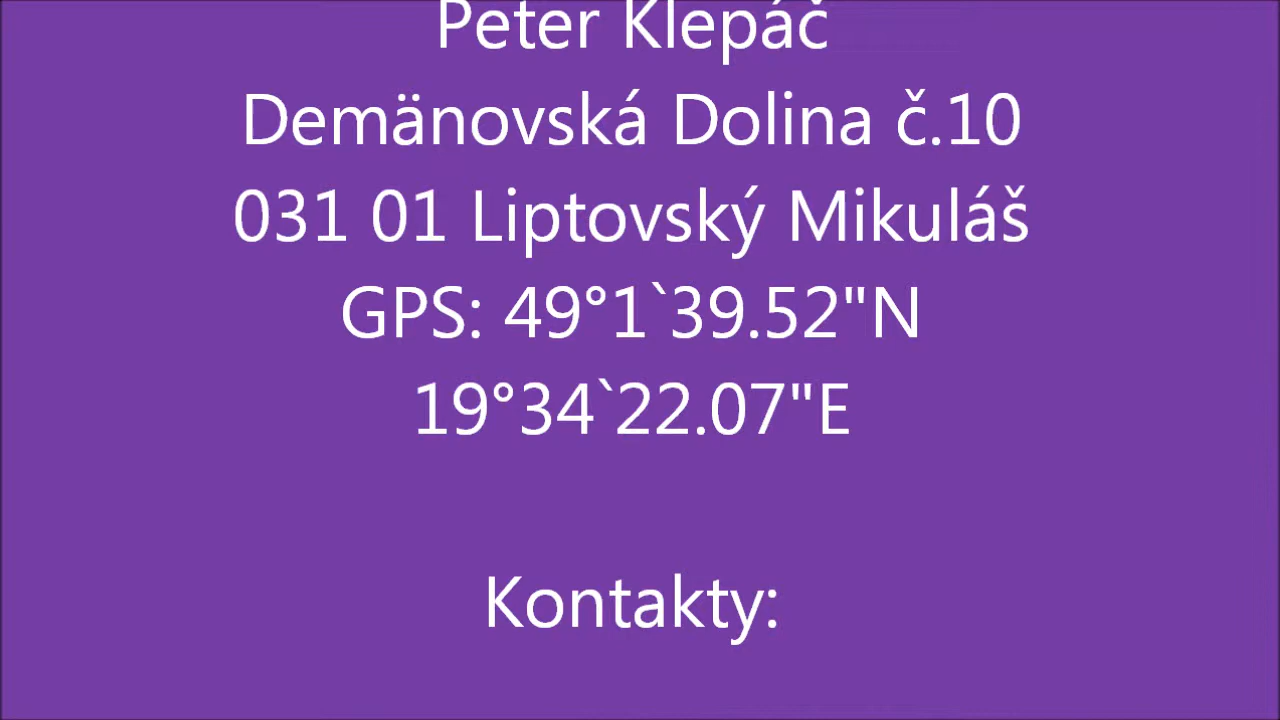 Peter Klepáč
Demänovská Dolina č.10
031 01 Liptovský Mikuláš
GPS: 49°1`39.52"N
19°34`22.07"E
Kontakty: